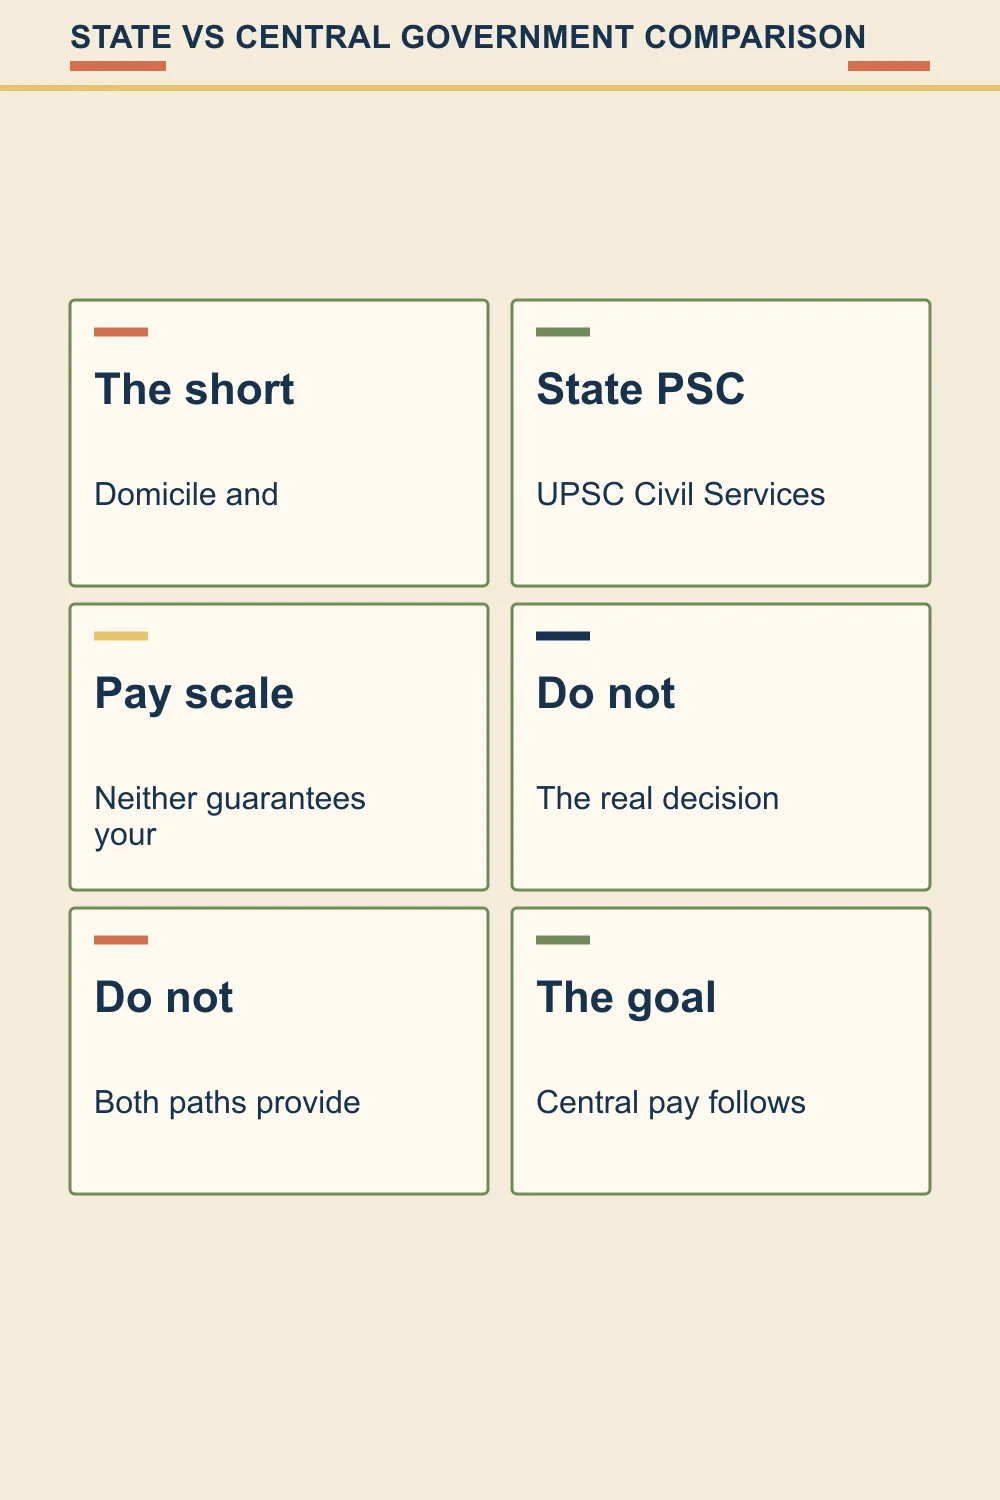 STATE VS CENTRAL GOVERNMENT COMPARISON
The short
Domicile and
State PSC
UPSC Civil Services
Pay scale
Neither guarantees
your
Do not
The real decision
Do not
Both paths provide
The goal
Central pay follows